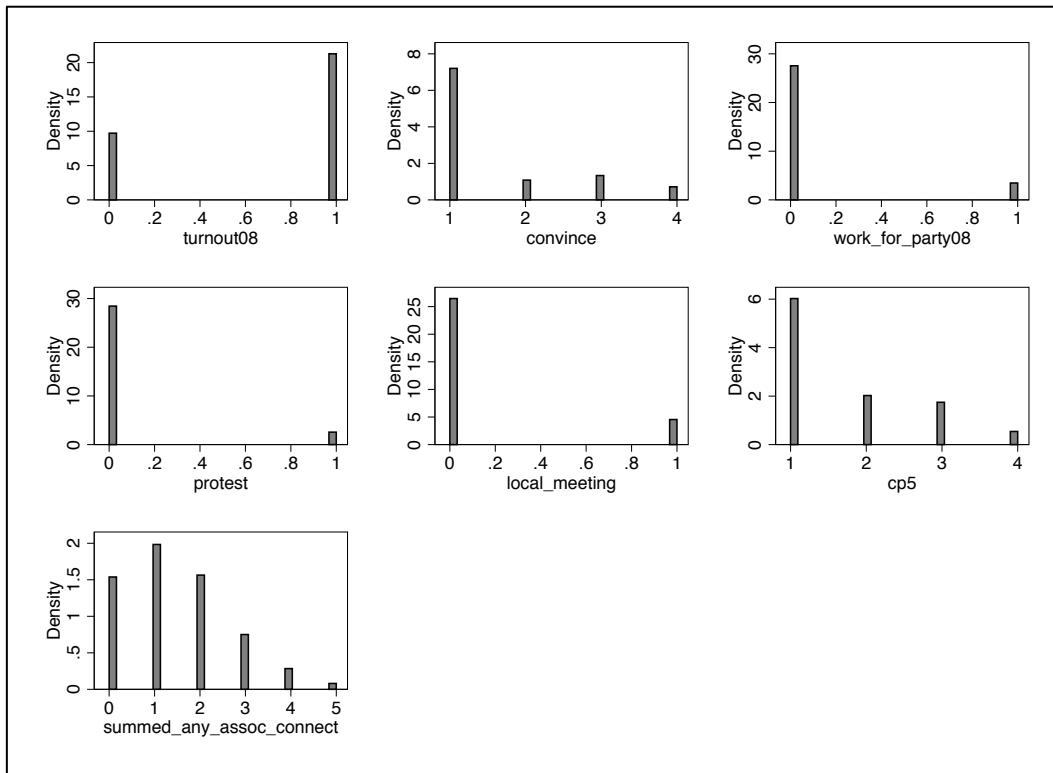 Density
20
15
10
5
0
0 .2 .4 .6 .8 1
turnout08
Density
8
6
4
2
0
1 2 3 4
convince
Density
30
20
10
0
0 .2 .4 .6 .8 1
work_for_party08
Density
30
20
10
0
0 .2 .4 .6 .8 1
protest
Density
25
20
15
10
5
0
0 .2 .4 .6 .8 1
local_meeting
Density
6
4
2
0
1 2 3 4
cp5
Density
2
1.5
1
.5
0
0 1 2 3 4 5
summed_any_assoc_connect